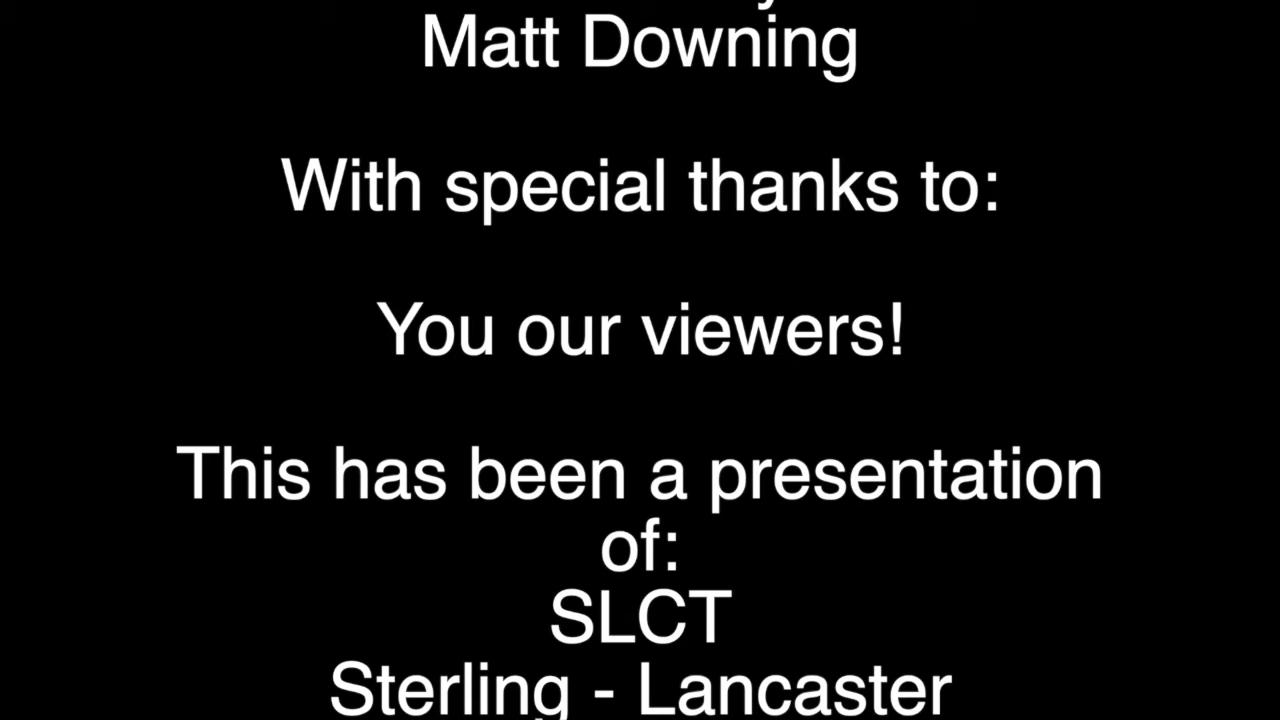 Matt Downing
With special thanks to:
You our viewers!
This has been a presentation
of:
SLCT
Sterling - Lancaster